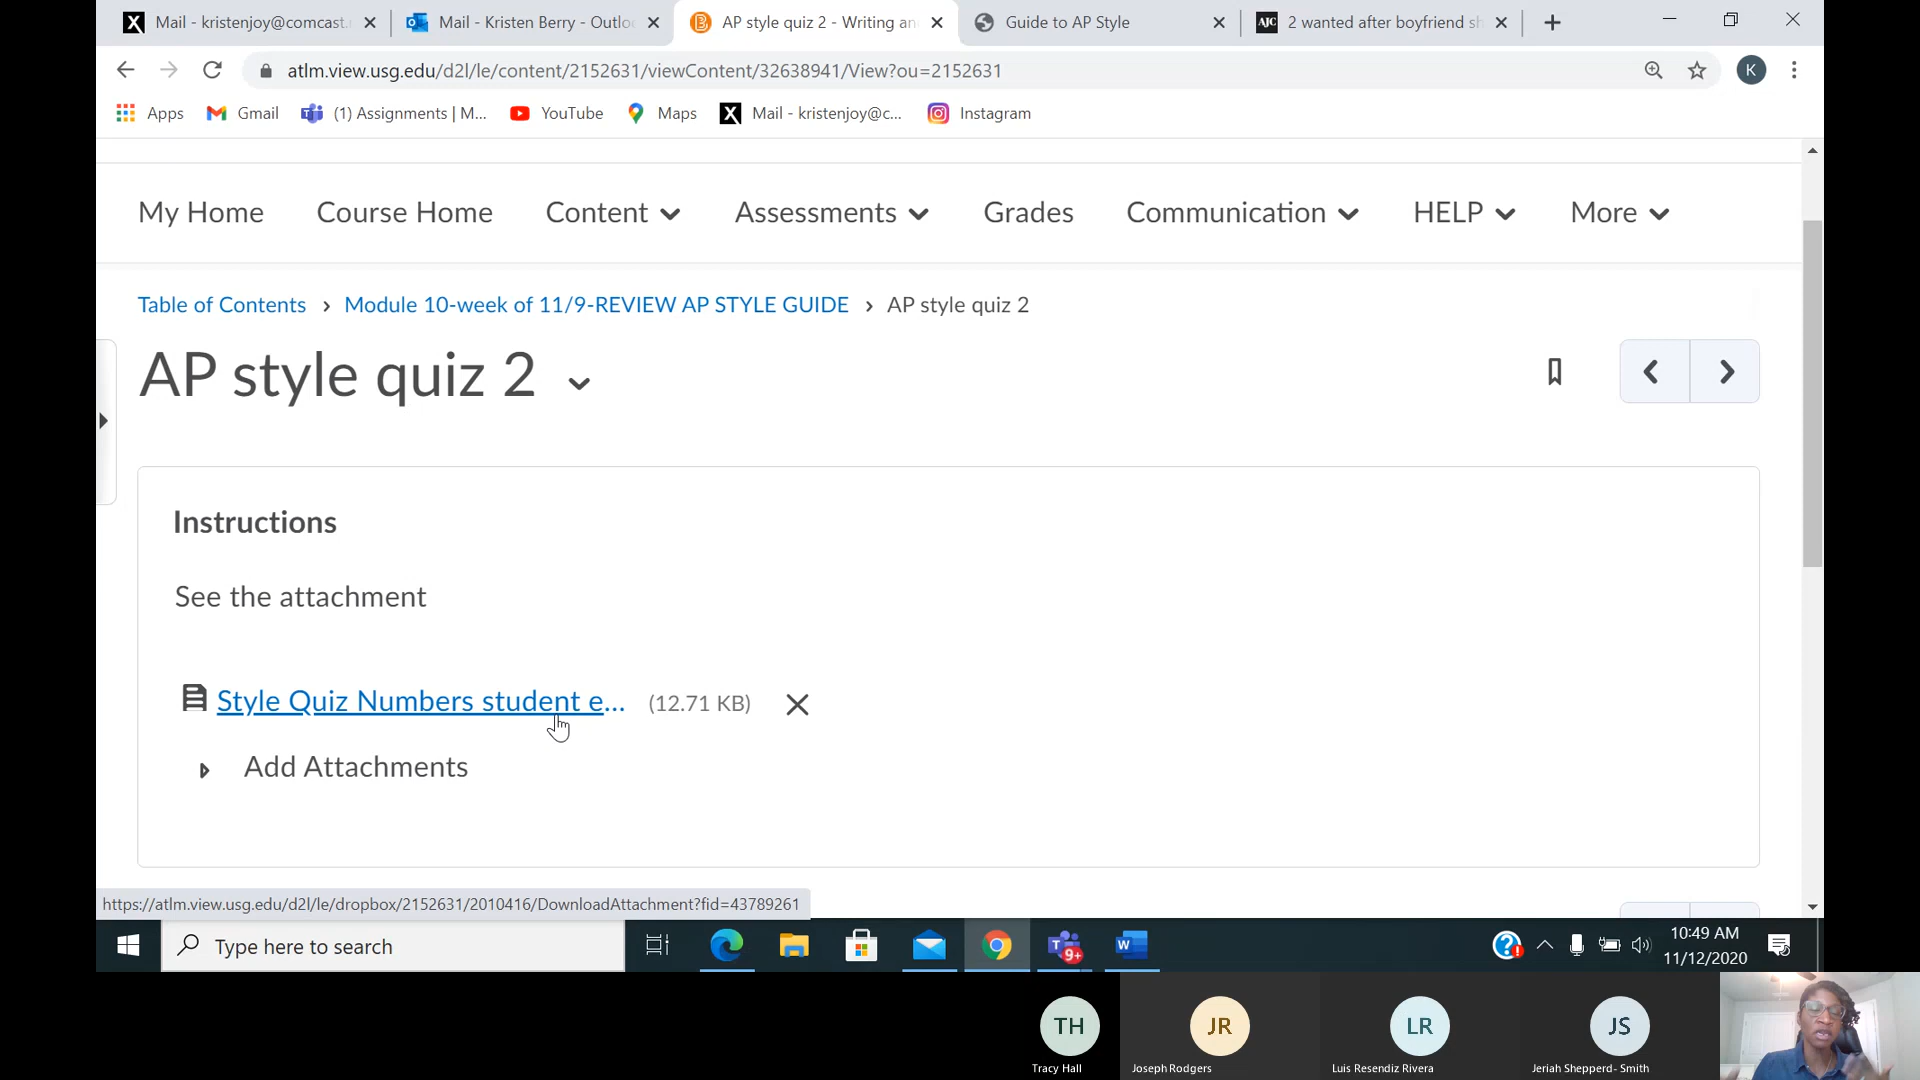 Mail - kristenjoy@comcast.
Mail - Kristen Berry - Outlo
AP style quiz 2 - Writing an
Guide to AP Style
AJC
2 wanted after boyfriend sh
atlm.view.usg.edu/d2l/le/content/2152631/viewContent/32638941/View?ou=2152631
K
Apps
Gmail
(1) Assignments | M...
YouTube
Maps
Mail - kristenjoy@c...
Instagram
My Home
Course Home
Content
Assessments
Grades
Communication
HELP
More
Table of Contents › Module 10-week of 11/9-REVIEW AP STYLE GUIDE › AP style quiz 2
AP style quiz 2
Instructions
See the attachment
Style Quiz Numbers student e... (12.71 KB)
Add Attachments
https://atlm.view.usg.edu/d2l/le/dropbox/2152631/2010416/DownloadAttachment?fid=43789261
Type here to search
9+
10:49 AM
11/12/2020
TH
JR
LR
JS
Tracy Hall
Joseph Rodgers
Luis Resendiz Rivera
Jeriah Shepperd- Smith